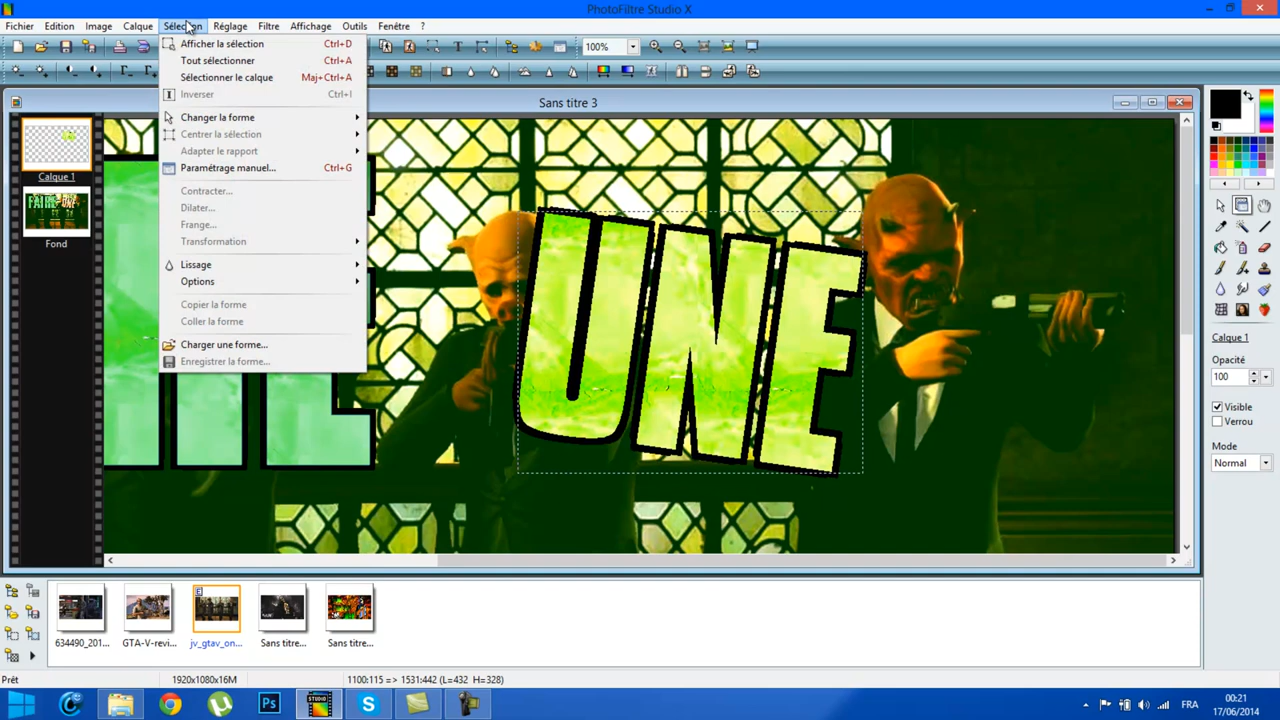 PhotoFiltre Studio X
Fichier Edition Image Calque Sélection Réglage Filtre Affichage Outils Fenêtre ?
100%
Afficher la sélection Ctrl+D
Tout sélectionner Ctrl+A
Sélectionner le calque Maj+Ctrl+A
Inverser Ctrl+I
Changer la forme
Centrer la sélection
Adapter le rapport
Paramétrage manuel... Ctrl+G
Contracter...
Dilater...
Frange...
Transformation
Lissage
Options
Copier la forme
Coller la forme
Charger une forme...
Enregistrer la forme...
Sans titre 3
Calque 1
Fond
UNE
Calque 1
Opacité
100
Visible
Verrou
Mode
Normal
634490_201... GTA-V-revi... jv_gtav_on... Sans titre... Sans titre...
Prêt 1920x1080x16M 1100:115 => 1531:442 (L=432 H=328)
Ps STUDIO FRA
00:21
17/06/2014